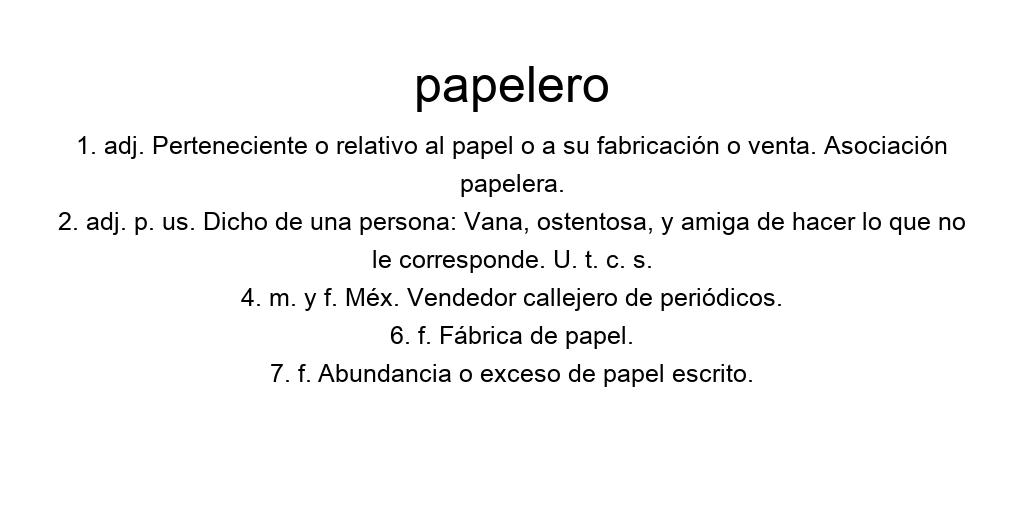 papelero
1. adj. Perteneciente o relativo al papel o a su fabricación o venta. Asociación
papelera.
2. adj. p. us. Dicho de una persona: Vana, ostentosa, y amiga de hacer lo que no
le corresponde. U. t. c. s.
4. m. y f. Méx. Vendedor callejero de periódicos.
6. f. Fábrica de papel.
7. f. Abundancia o exceso de papel escrito.